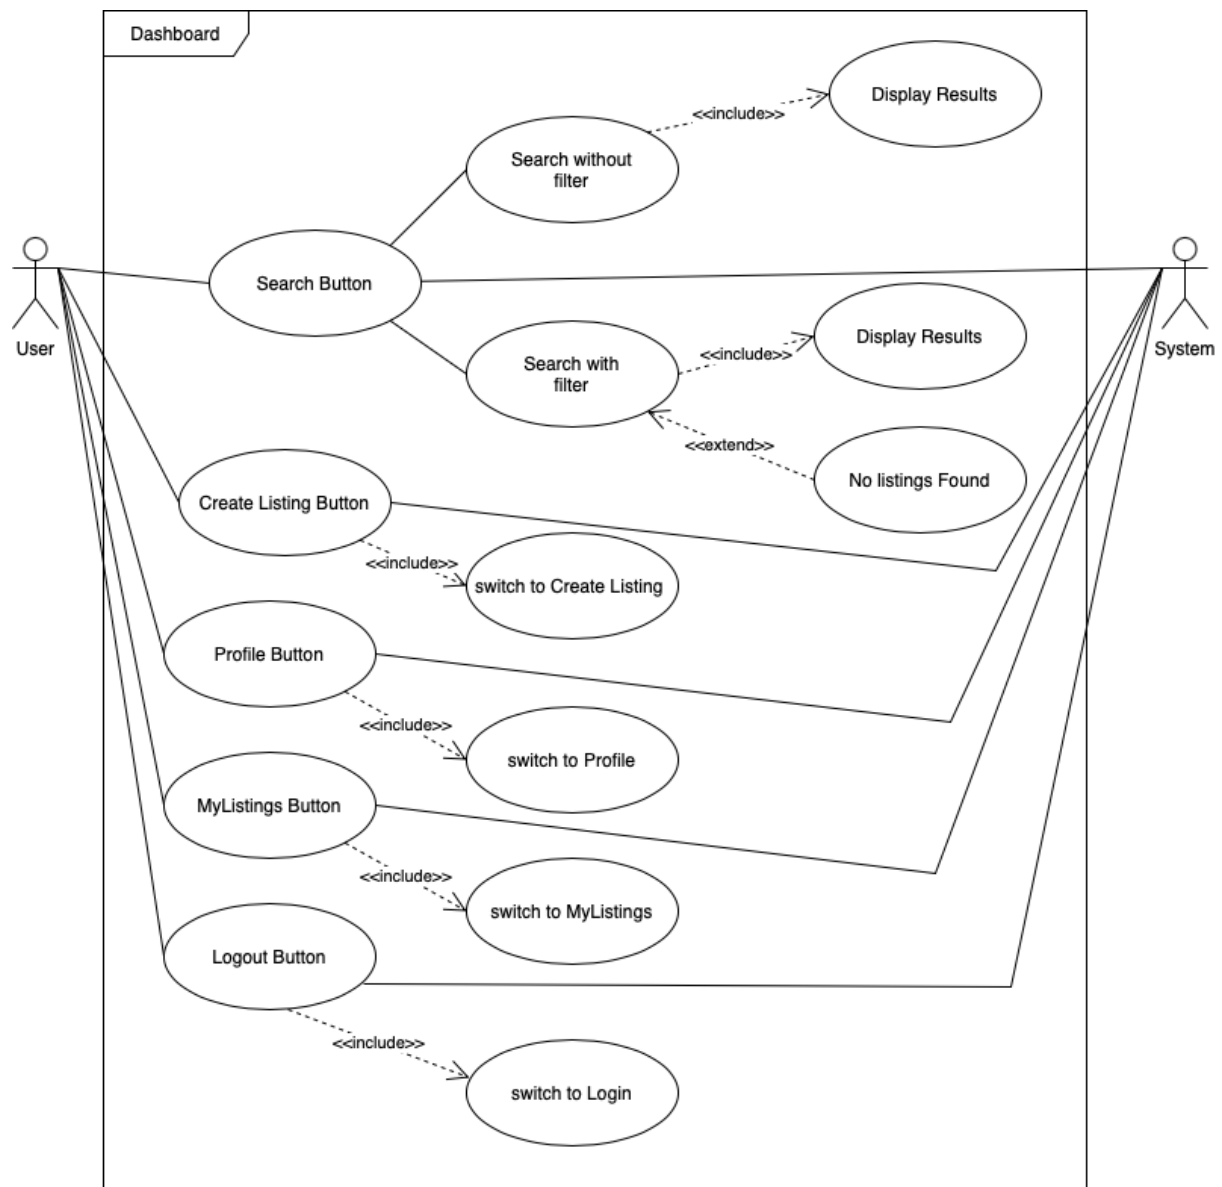 Dashboard
Display Results
<<include>>
Search without
filter
Search Button
User
System
Display Results
<<include>>
Search with
filter
<<extend>>
No listings Found
Create Listing Button
<<include>>
switch to Create Listing
Profile Button
<<include>>
switch to Profile
MyListings Button
<<include>>
switch to MyListings
Logout Button
<<include>>
switch to Login